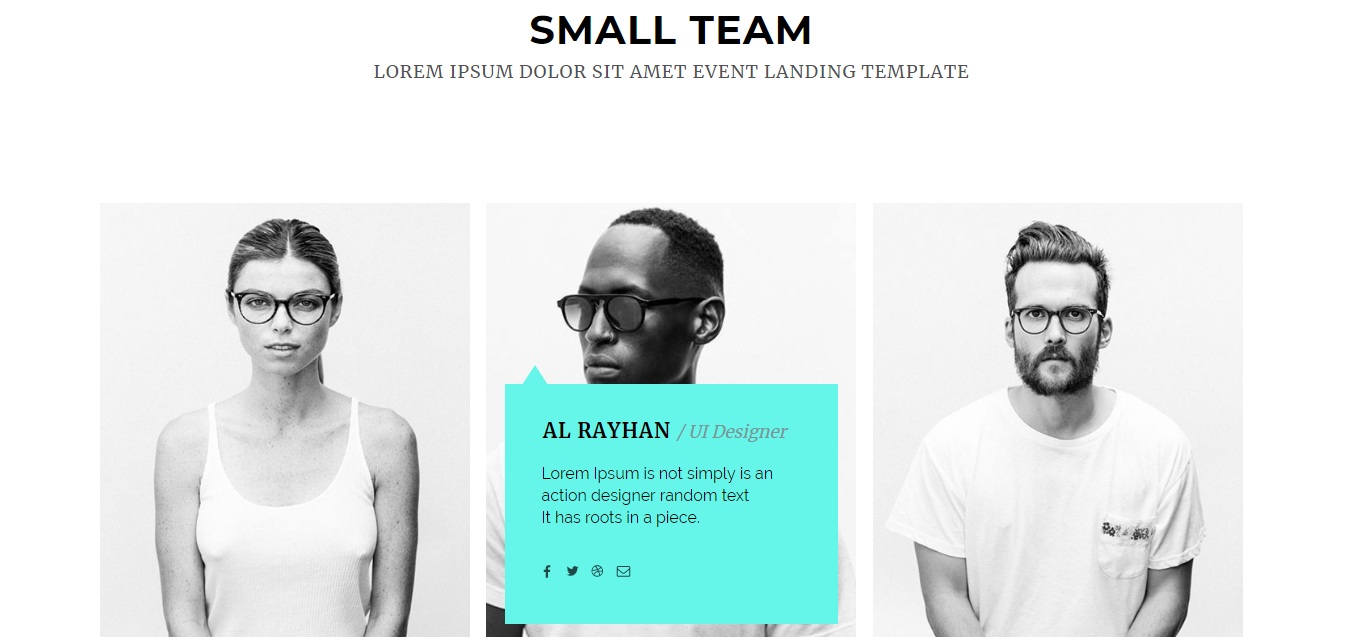 SMALL TEAM
LOREM IPSUM DOLOR SIT AMET EVENT LANDING TEMPLATE
AL RAYHAN / UI Designer
Lorem Ipsum is not simply is an
action designer random text
It has roots in a piece.